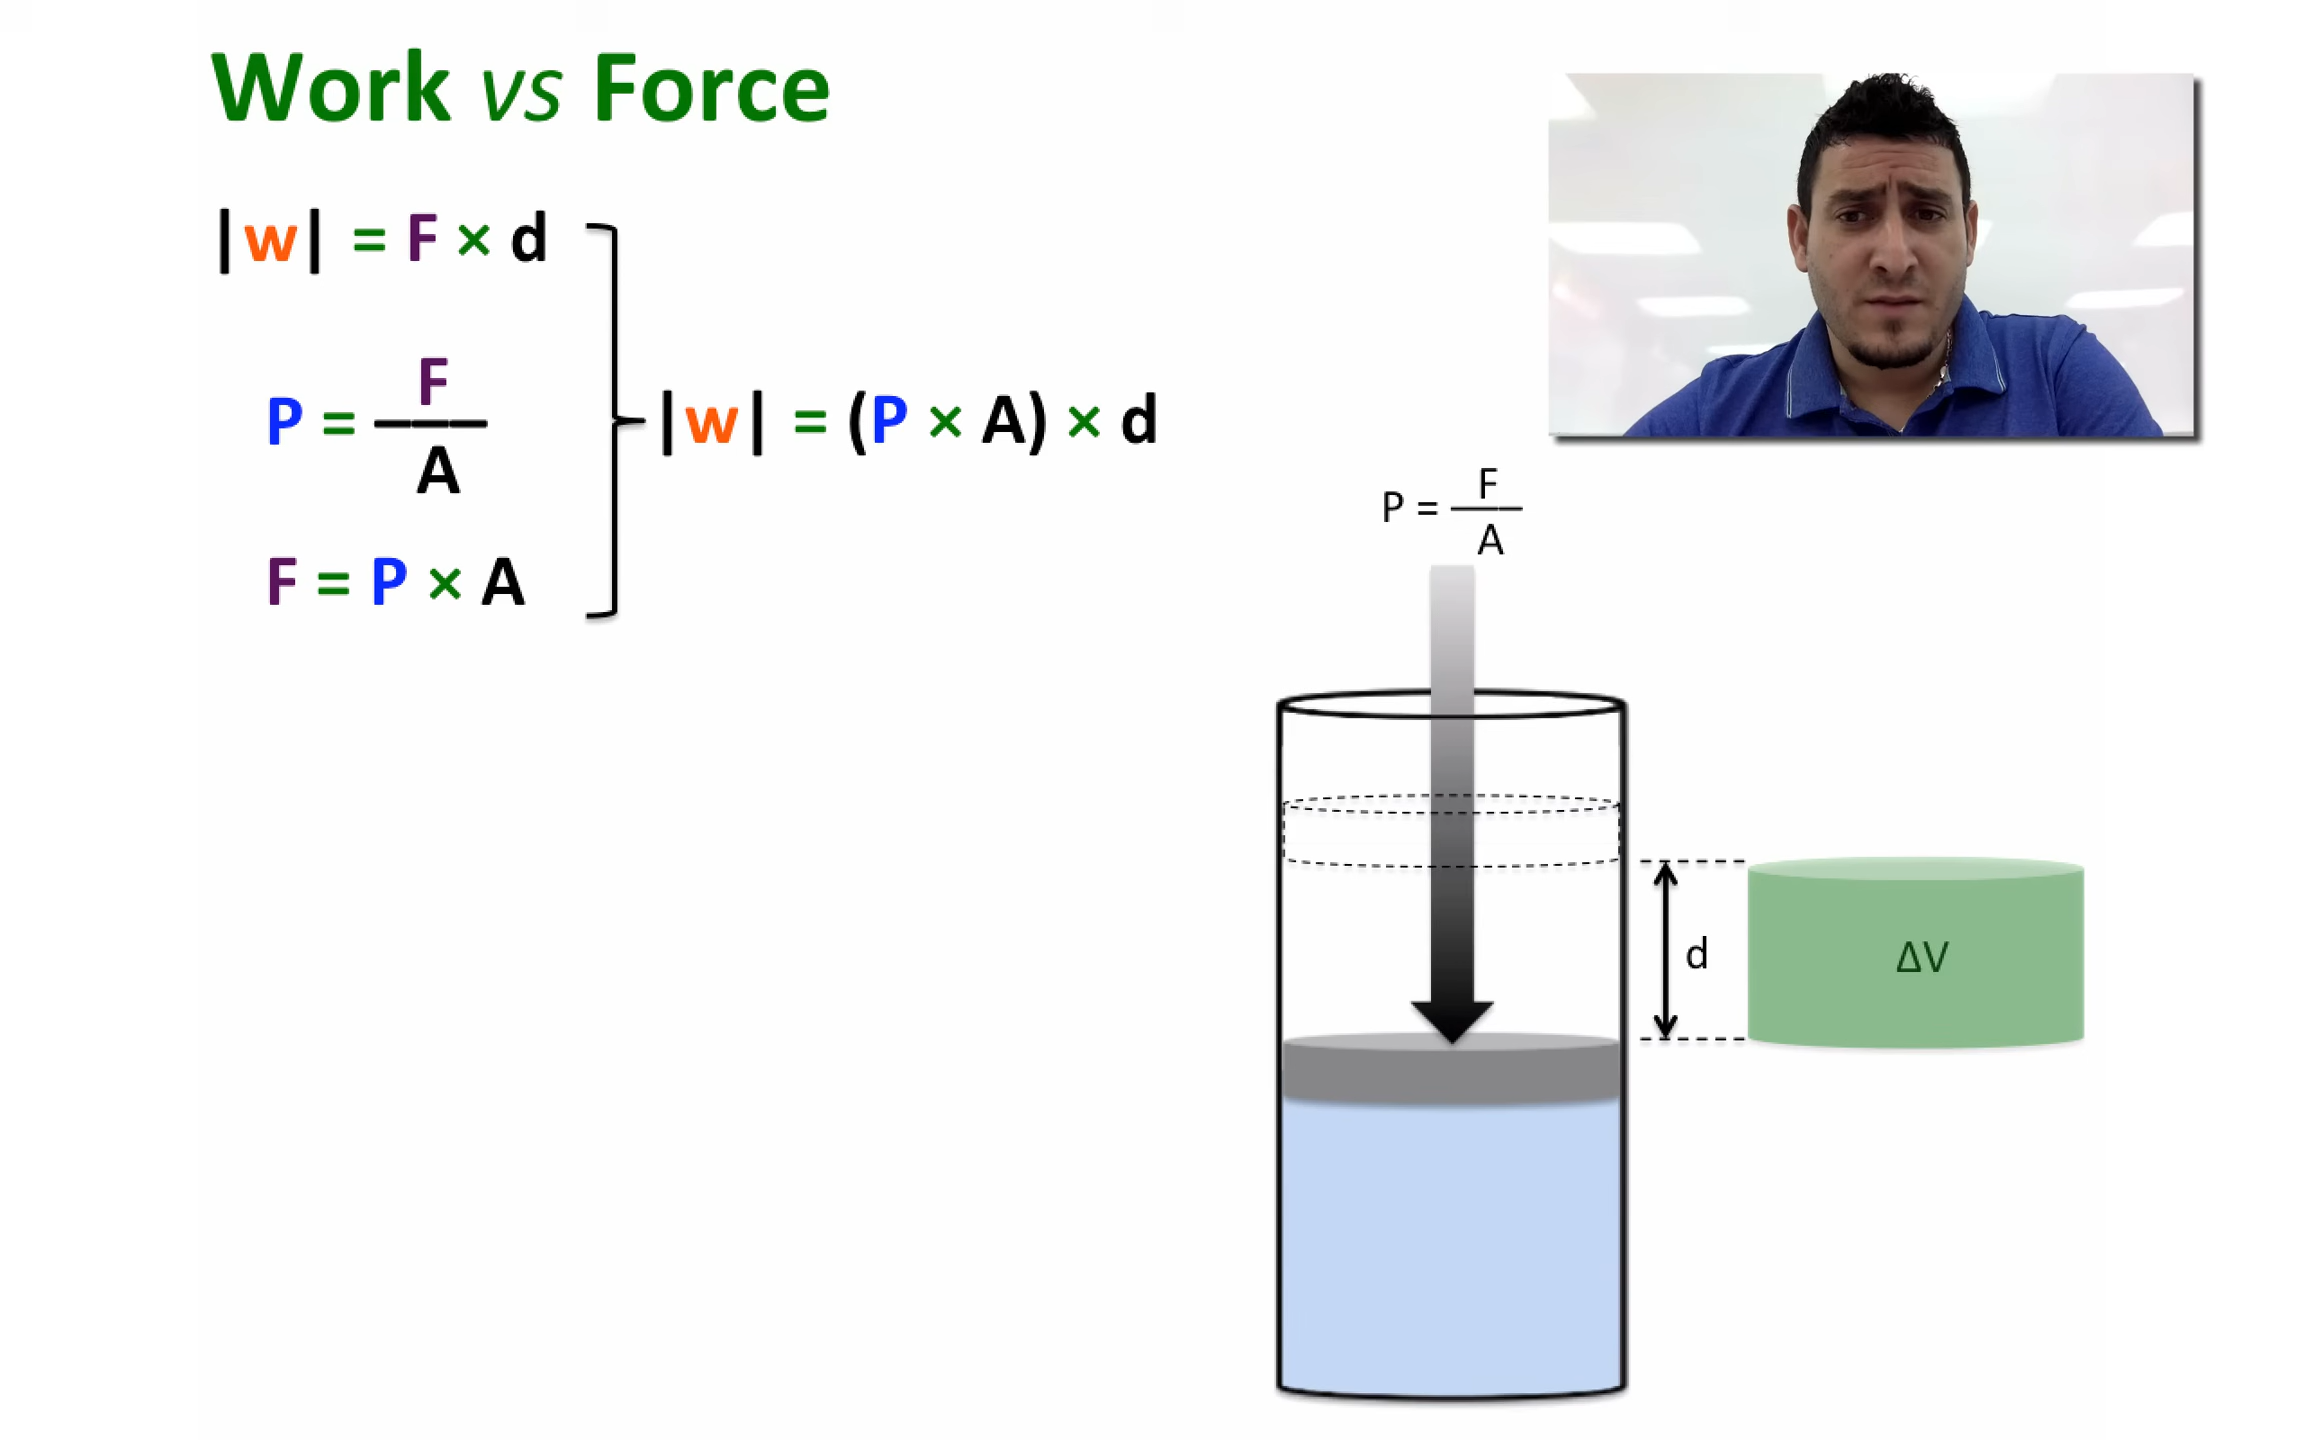 Work vs Force
|w| = F × d
P = F
A
F = P × A
|w| = (P × A) × d
P = F
A
d
ΔV